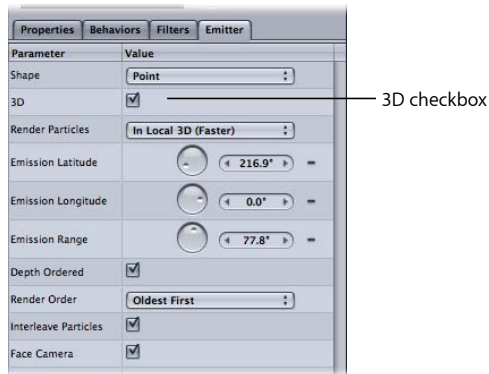 Properties Behaviors Filters Emitter
Parameter Value
Shape Point
3D
3D checkbox
Render Particles In Local 3D (Faster)
Emission Latitude 216.9°
Emission Longitude 0.0°
Emission Range 77.8°
Depth Ordered
Render Order Oldest First
Interleave Particles
Face Camera